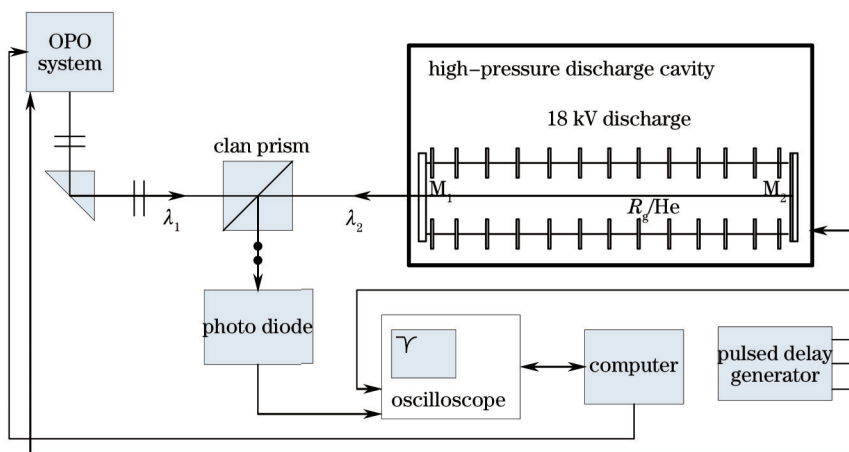 OPO
system
high-pressure discharge cavity
18 kV discharge
clan prism
M1
M2
λ1
λ2
Rg/He
photo diode
computer
pulsed delay
generator
oscilloscope